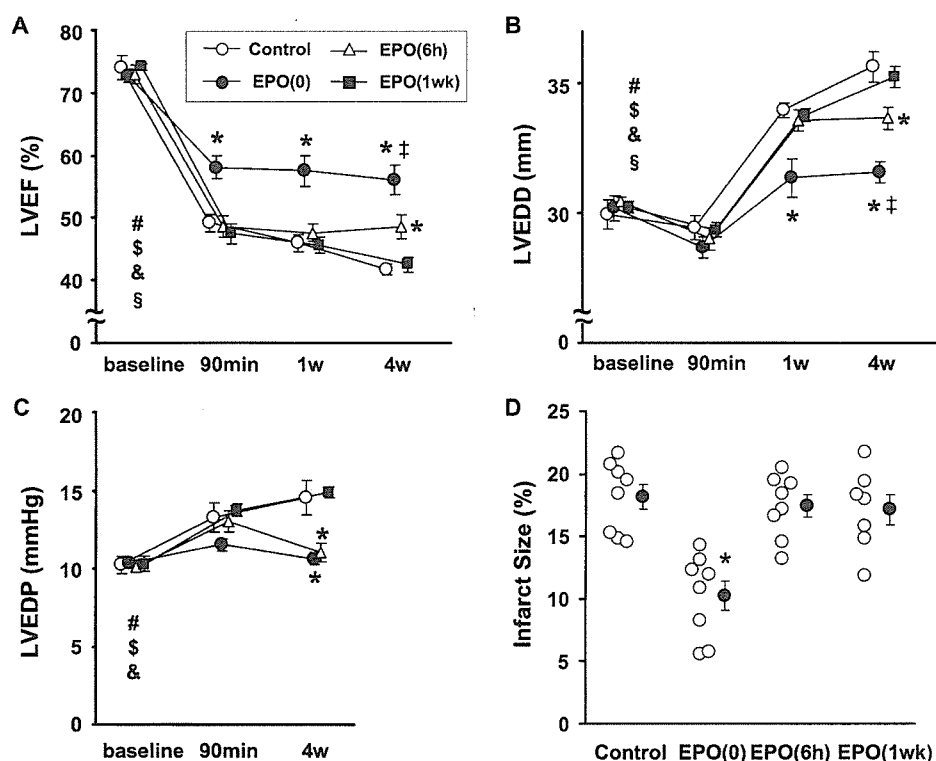 A
LVEF (%)
80
70
60
50
40
0
Control
EPO(6h)
EPO(0)
EPO(1wk)
*
*
* ‡
*
#
$
&
§
baseline 90min 1w 4w
B
LVEDD (mm)
35
30
0
#
$
&
§
*
*
* ‡
baseline 90min 1w 4w
C
LVEDP (mmHg)
20
15
10
5
0
*
*
#
$
&
baseline 90min 4w
D
Infarct Size (%)
25
20
15
10
5
0
*
Control EPO(0) EPO(6h) EPO(1wk)